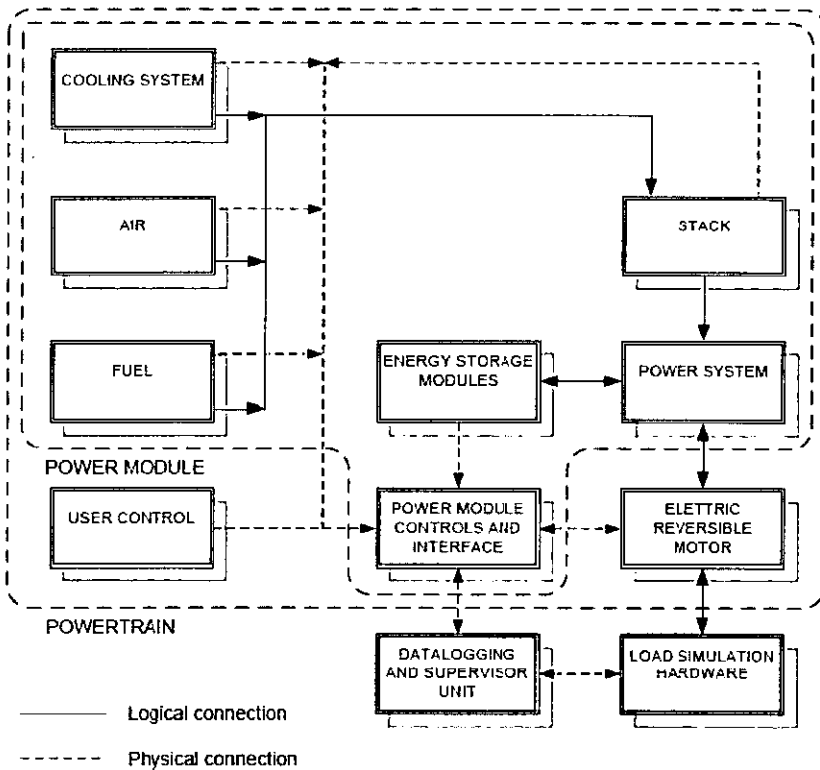 COOLING SYSTEM
AIR
STACK
FUEL
ENERGY STORAGE
MODULES
POWER SYSTEM
POWER MODULE
USER CONTROL
POWER MODULE
CONTROLS AND
INTERFACE
ELETTRIC
REVERSIBLE
MOTOR
POWERTRAIN
DATALOGGING
AND SUPERVISOR
UNIT
LOAD SIMULATION
HARDWARE
Logical connection
Physical connection